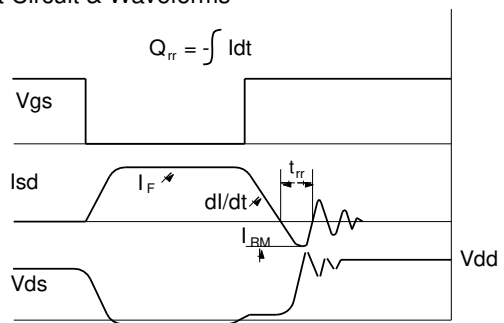 t Circuit & Waveforms
Qrr = -∫ Idt
Vgs
Isd
IF
dI/dt
trr
IRM
Vdd
Vds